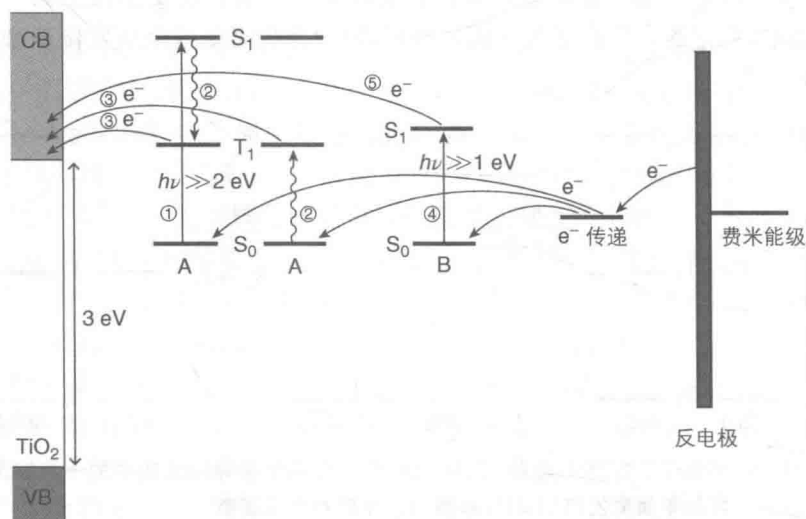 CB
S₁
②
⑤ e⁻
③ e⁻
③ e⁻
S₁
T₁
hν≫2 eV
hν≫1 eV
e⁻
e⁻
①
②
④
e⁻ 传递
费米能级
S₀
S₀
A
A
B
3 eV
反电极
TiO₂
VB